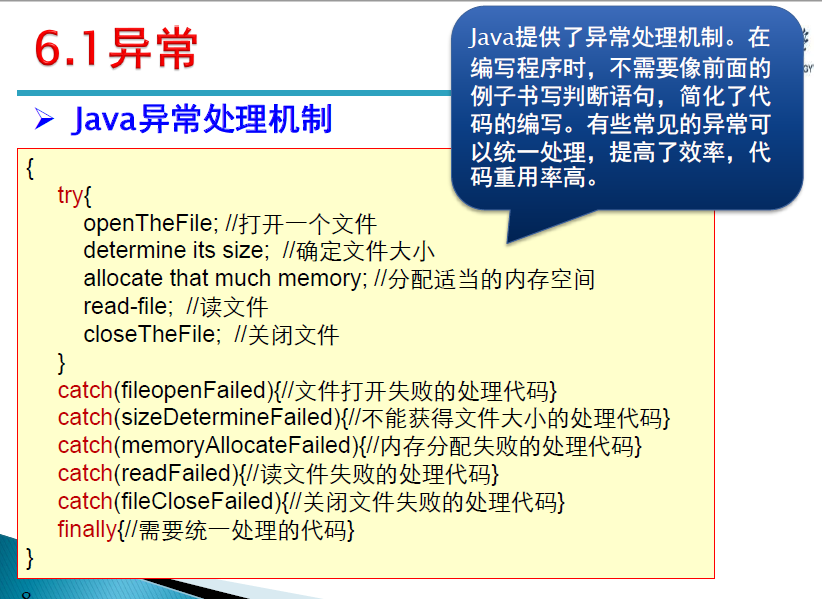 6.1异常
Java提供了异常处理机制。在
编写程序时，不需要像前面的
例子书写判断语句，简化了代
码的编写。有些常见的异常可
以统一处理，提高了效率，代
码重用率高。
➢ Java异常处理机制
{
try{
openTheFile; //打开一个文件
determine its size;  //确定文件大小
allocate that much memory; //分配适当的内存空间
read-file;  //读文件
closeTheFile;  //关闭文件
}
catch(fileopenFailed){//文件打开失败的处理代码}
catch(sizeDetermineFailed){//不能获得文件大小的处理代码}
catch(memoryAllocateFailed){//内存分配失败的处理代码}
catch(readFailed){//读文件失败的处理代码}
catch(fileCloseFailed){//关闭文件失败的处理代码}
finally{//需要统一处理的代码}
}